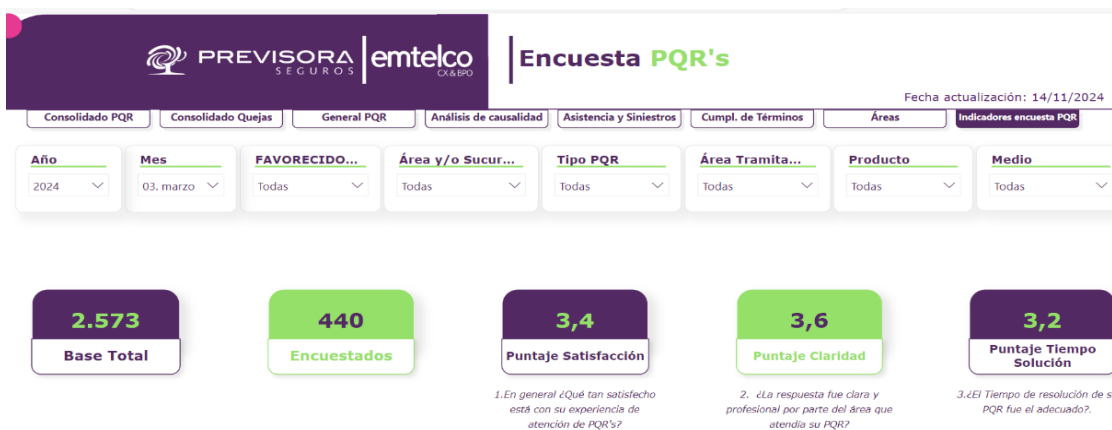 PREVISORA
SEGUROS
emtelco
CX & BPO
Encuesta PQR's
Fecha actualización: 14/11/2024
Consolidado PQR
Consolidado Quejas
General PQR
Análisis de causalidad
Asistencia y Siniestros
Cumpl. de Términos
Áreas
Indicadores encuesta PQR
Año
Mes
FAVORECIDO...
Área y/o Sucur...
Tipo PQR
Área Tramita...
Producto
Medio
2024
03. marzo
Todas
Todas
Todas
Todas
Todas
Todas
2.573
Base Total
440
Encuestados
3,4
Puntaje Satisfacción
1.En general ¿Qué tan satisfecho
está con su experiencia de
atención de PQR's?
3,6
Puntaje Claridad
2. ¿La respuesta fue clara y
profesional por parte del área que
atendía su PQR?
3,2
Puntaje Tiempo
Solución
3.¿El Tiempo de resolución de s
PQR fue el adecuado?.